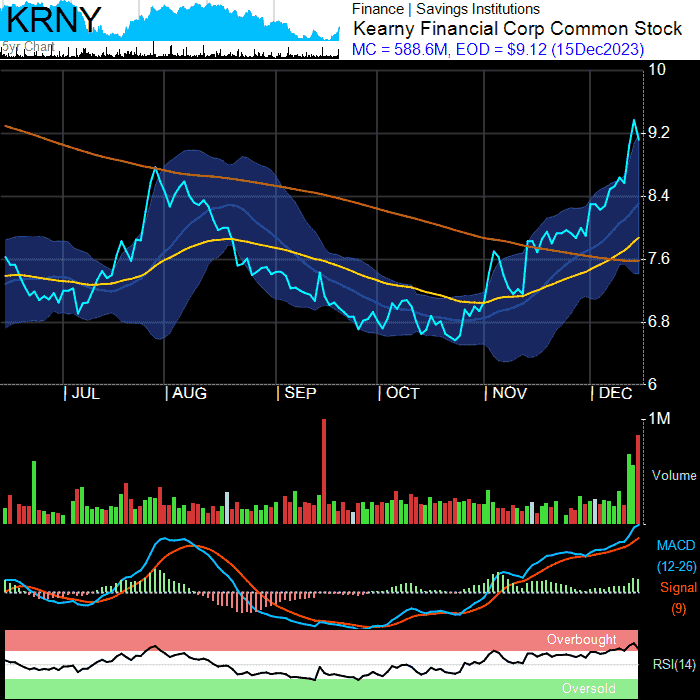 KRNY
5yr Chart
Finance | Savings Institutions
Kearny Financial Corp Common Stock
MC = 588.6M, EOD = $9.12 (15Dec2023)
10
9.2
8.4
7.6
6.8
6
| JUL | AUG | SEP | OCT | NOV | DEC
1M
Volume
MACD
(12-26)
Signal
(9)
Overbought
RSI(14)
Oversold